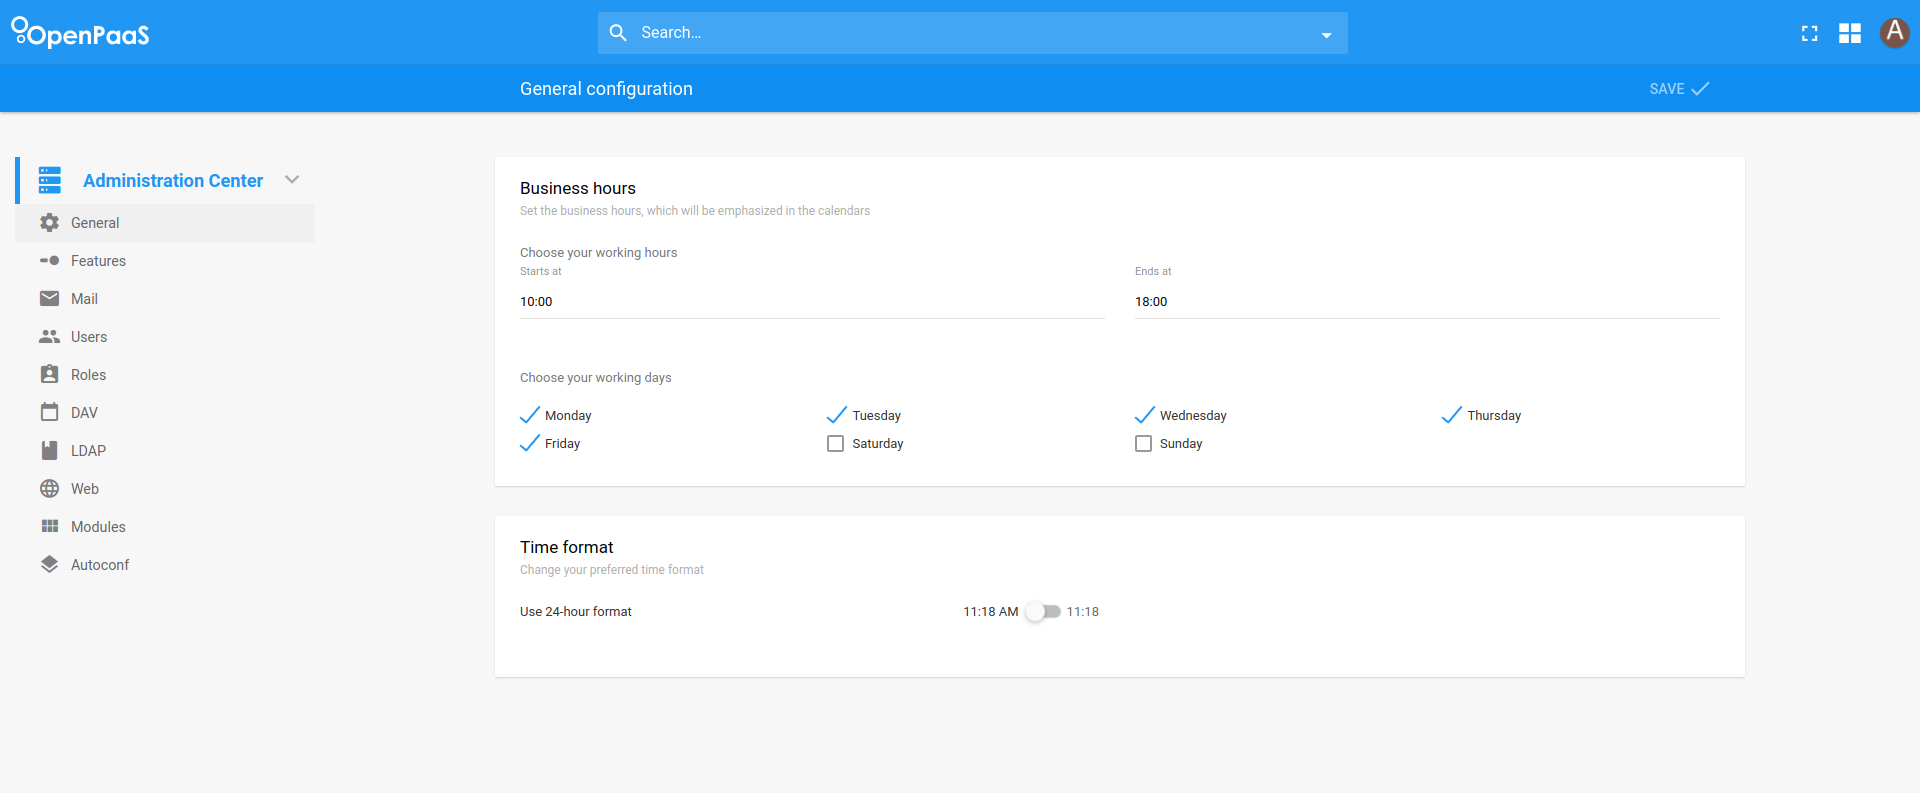 OpenPaaS
Search...
A
General configuration
SAVE
Administration Center
General
Features
Mail
Users
Roles
DAV
LDAP
Web
Modules
Autoconf
Business hours
Set the business hours, which will be emphasized in the calendars
Choose your working hours
Starts at
Ends at
10:00
18:00
Choose your working days
Monday
Tuesday
Wednesday
Thursday
Friday
Saturday
Sunday
Time format
Change your preferred time format
Use 24-hour format
11:18 AM
11:18